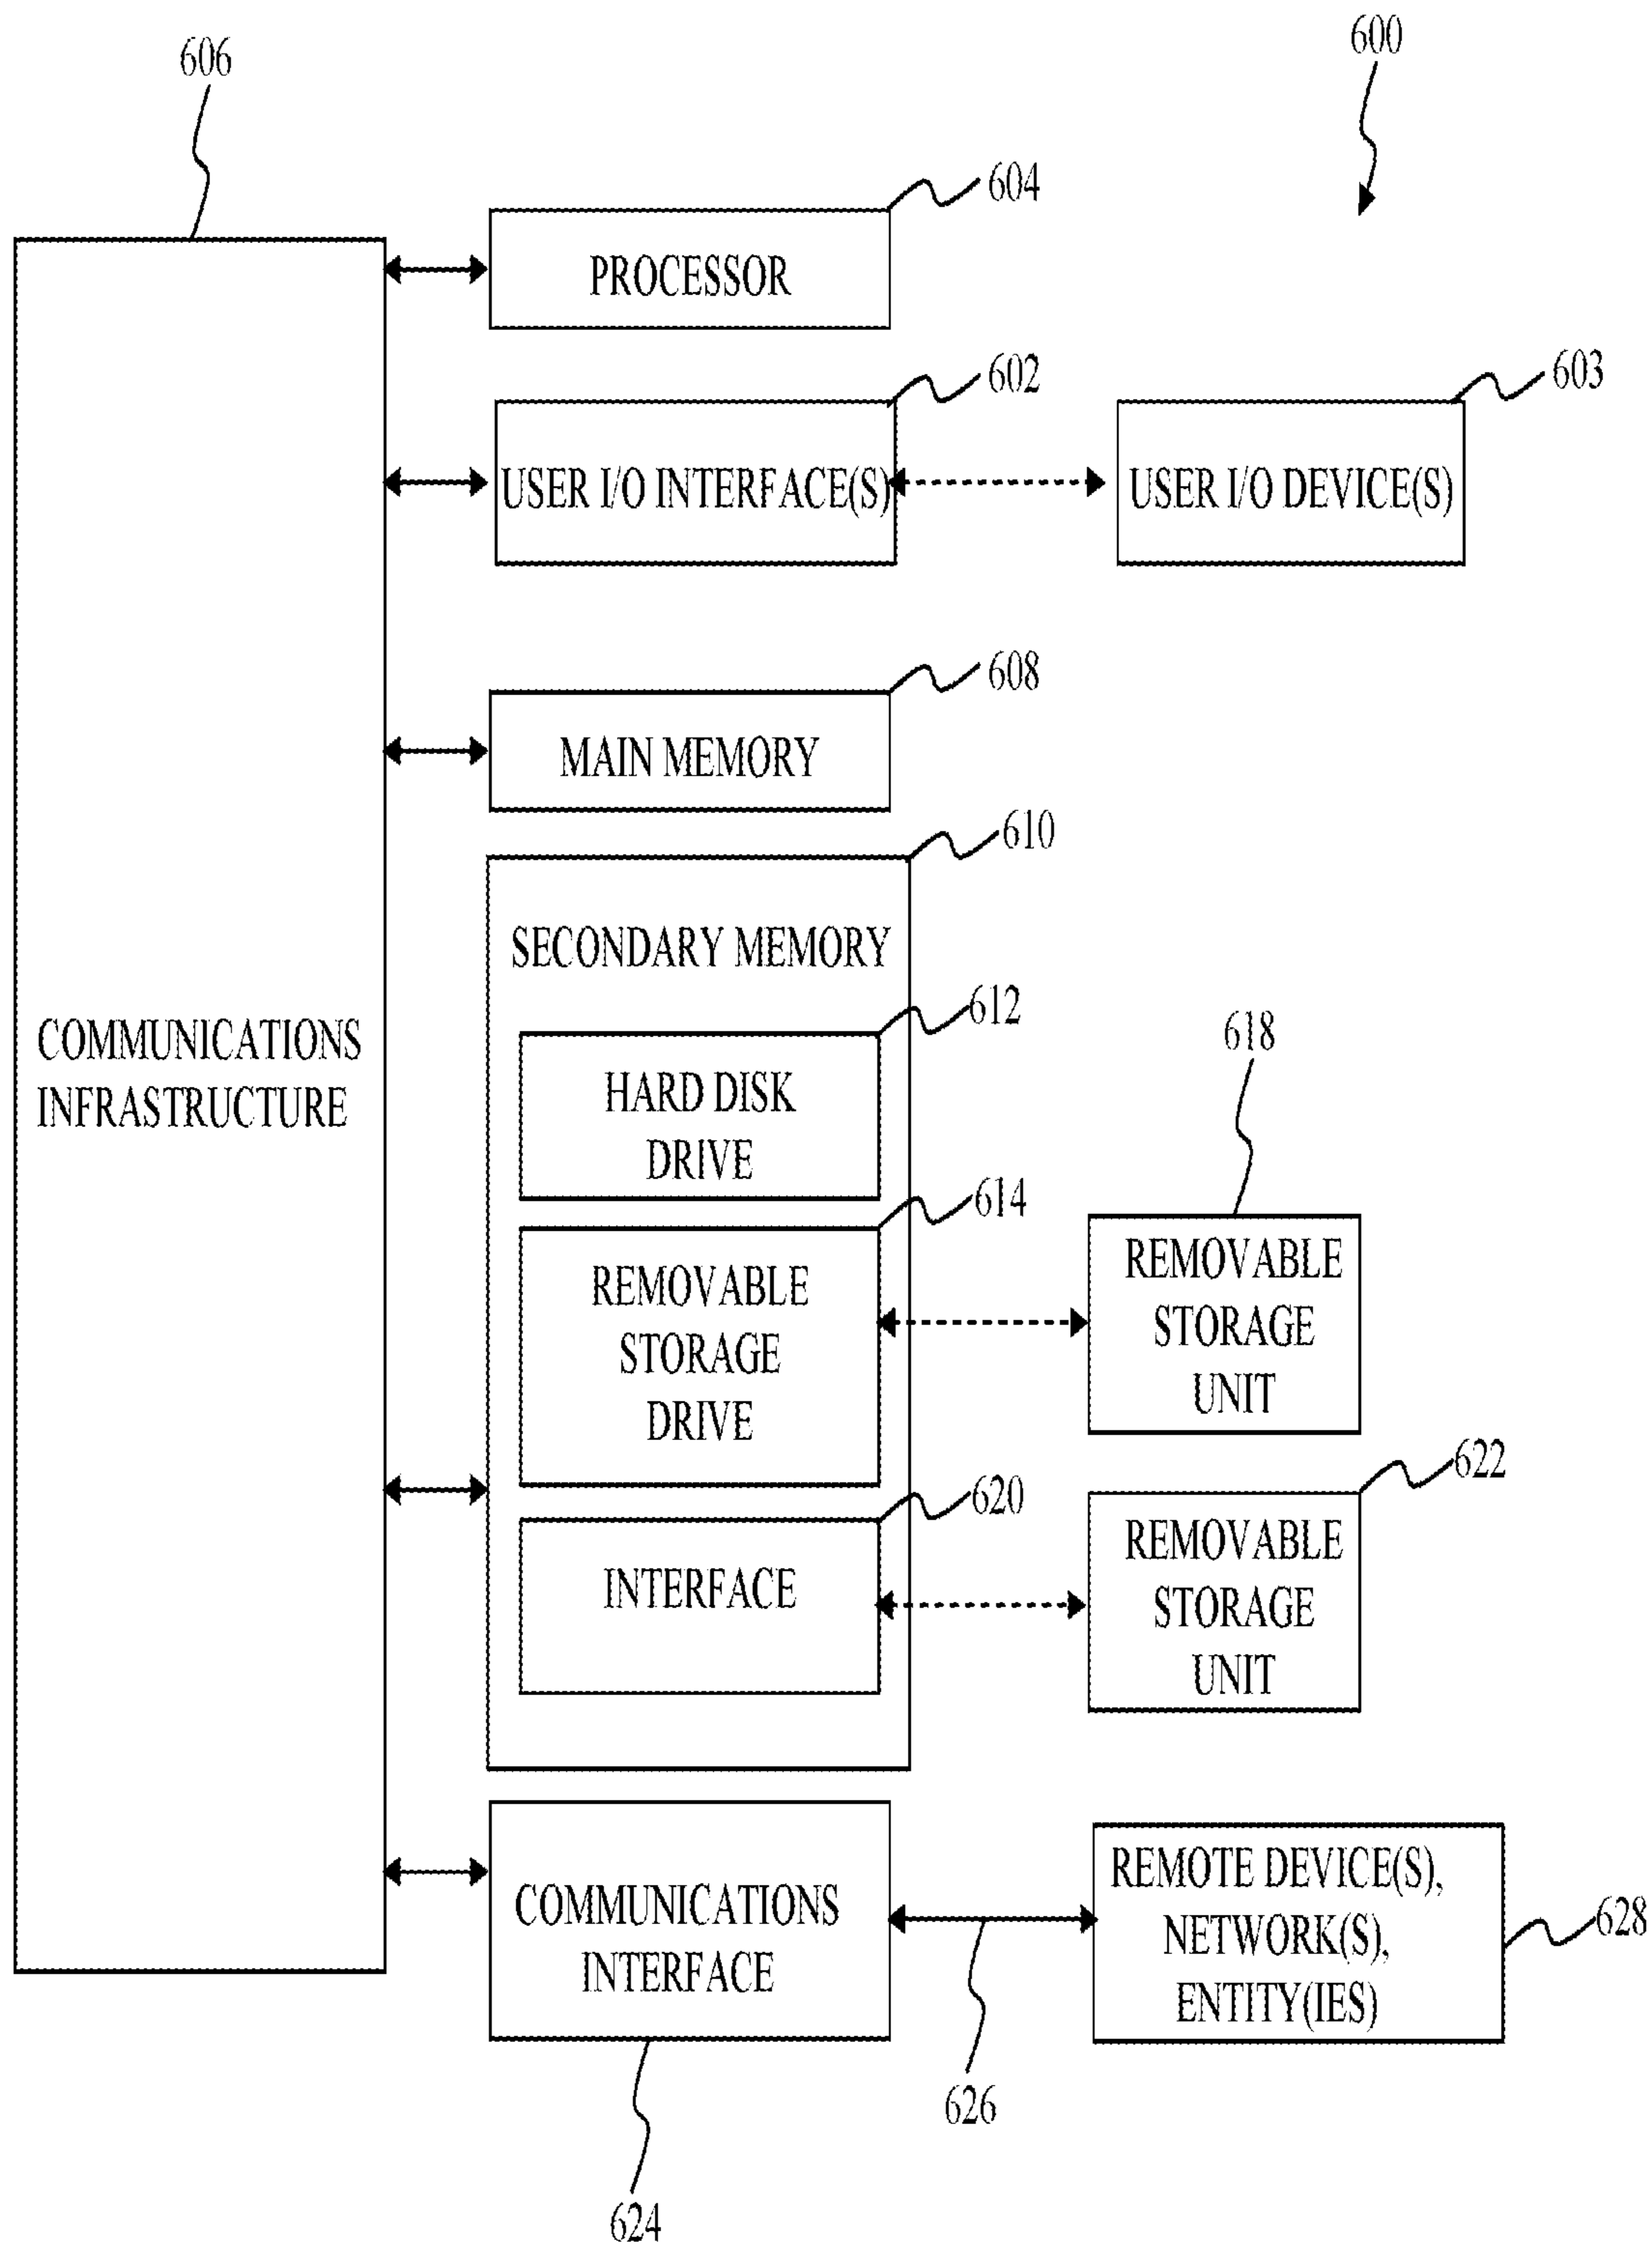 606
600
604
PROCESSOR
602
603
USER I/O INTERFACE(S)
USER I/O DEVICE(S)
608
MAIN MEMORY
610
SECONDARY MEMORY
612
COMMUNICATIONS
INFRASTRUCTURE
HARD DISK
DRIVE
618
614
REMOVABLE
STORAGE
DRIVE
REMOVABLE
STORAGE
UNIT
620
622
INTERFACE
REMOVABLE
STORAGE
UNIT
COMMUNICATIONS
INTERFACE
REMOTE DEVICE(S),
NETWORK(S),
ENTITY(IES)
628
626
624